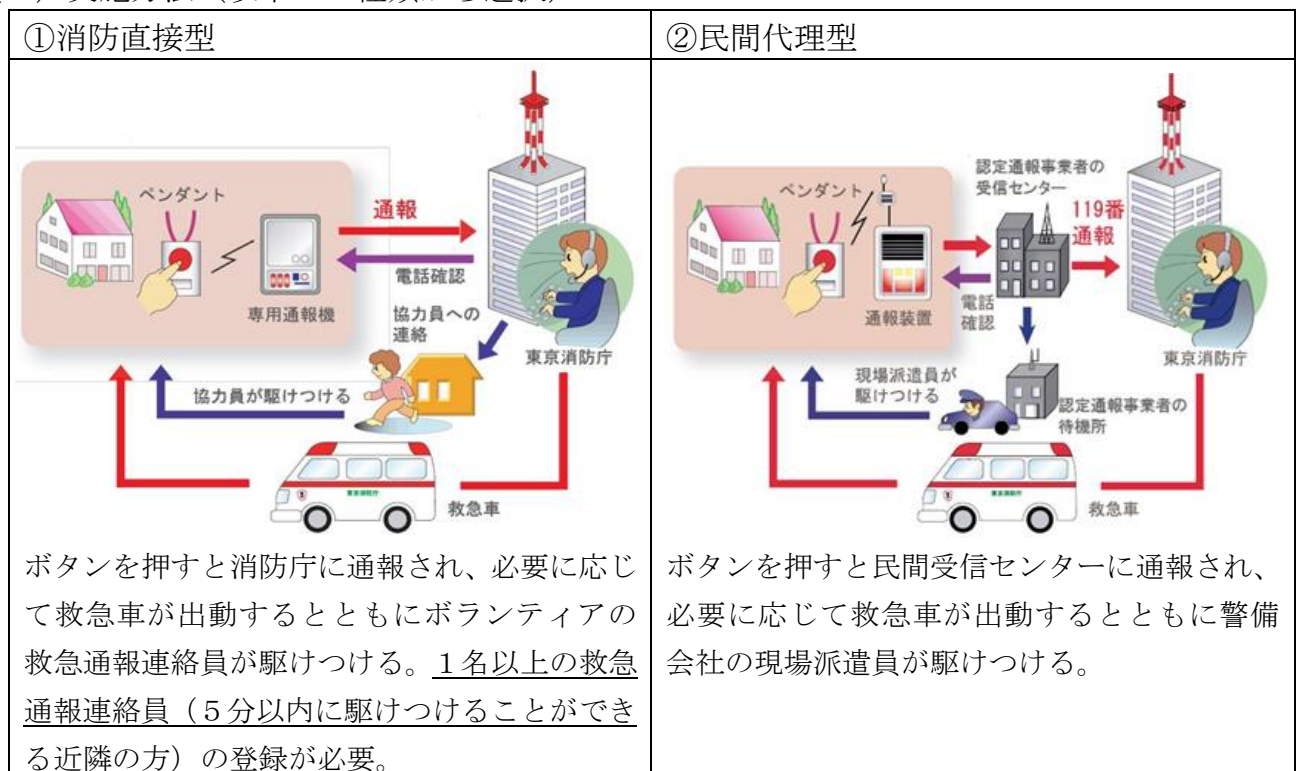 ①消防直接型
ペンダント
通報
電話確認
専用通報機
協力員への
連絡
東京消防庁
協力員が駆けつける
東京消防庁
救急車
ボタンを押すと消防庁に通報され、必要に応じ
て救急車が出動するとともにボランティアの
救急通報連絡員が駆けつける。1名以上の救急
通報連絡員（5分以内に駆けつけることができ
る近隣の方）の登録が必要。
②民間代理型
認定通報事業者の
受信センター
ペンダント
119番
通報
電話
確認
通報装置
東京消防庁
現場派遣員が
駆けつける
認定通報事業者の
待機所
東京消防庁
救急車
ボタンを押すと民間受信センターに通報され、
必要に応じて救急車が出動するとともに警備
会社の現場派遣員が駆けつける。